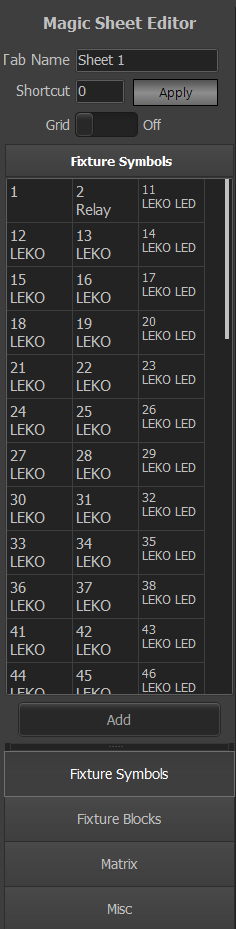 Magic Sheet Editor
Tab Name Sheet 1
Shortcut 0 Apply
Grid Off
Fixture Symbols
1 2 11
Relay LEKO LED
12 13 14
LEKO LEKO LEKO LED
15 16 17
LEKO LEKO LEKO LED
18 19 20
LEKO LEKO LEKO LED
21 22 23
LEKO LEKO LEKO LED
24 25 26
LEKO LEKO LEKO LED
27 28 29
LEKO LEKO LEKO LED
30 31 32
LEKO LEKO LEKO LED
33 34 35
LEKO LEKO LEKO LED
36 37 38
LEKO LEKO LEKO LED
41 42 43
LEKO LEKO LEKO LED
44 45 46
LEKO LEKO LEKO LED
Add
Fixture Symbols
Fixture Blocks
Matrix
Misc